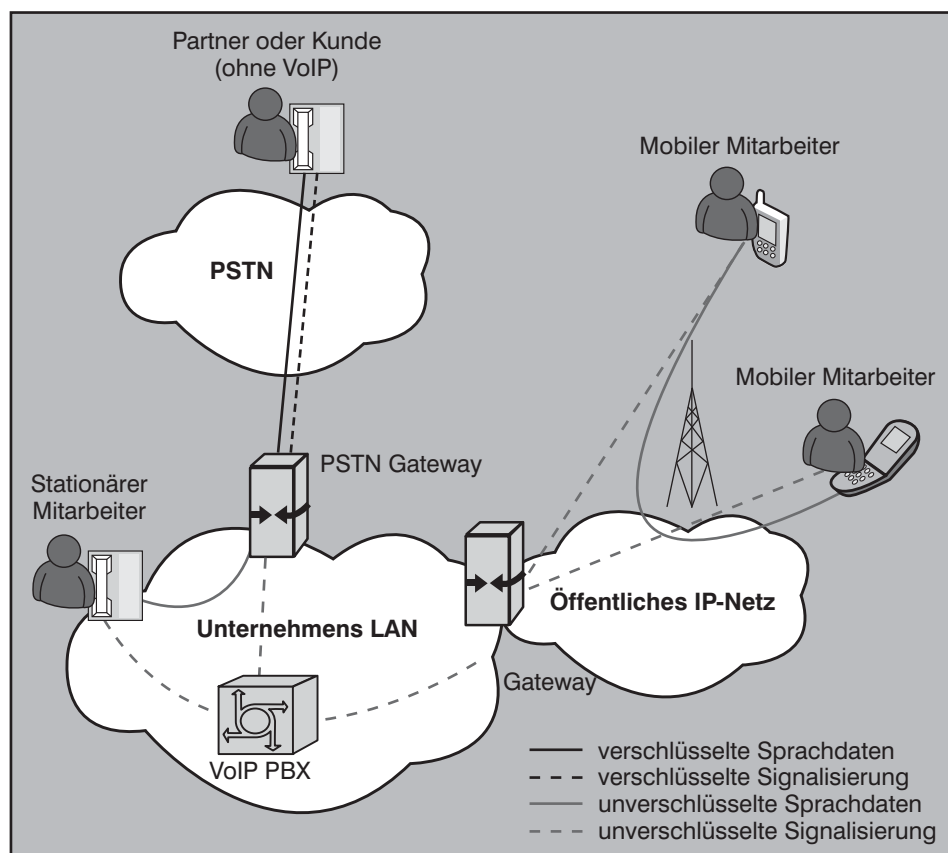 Partner oder Kunde
(ohne VoIP)
Mobiler Mitarbeiter
PSTN
Mobiler Mitarbeiter
PSTN Gateway
Stationärer
Mitarbeiter
Öffentliches IP-Netz
Unternehmens LAN
Gateway
VoIP PBX
verschlüsselte Sprachdaten
verschlüsselte Signalisierung
unverschlüsselte Sprachdaten
unverschlüsselte Signalisierung